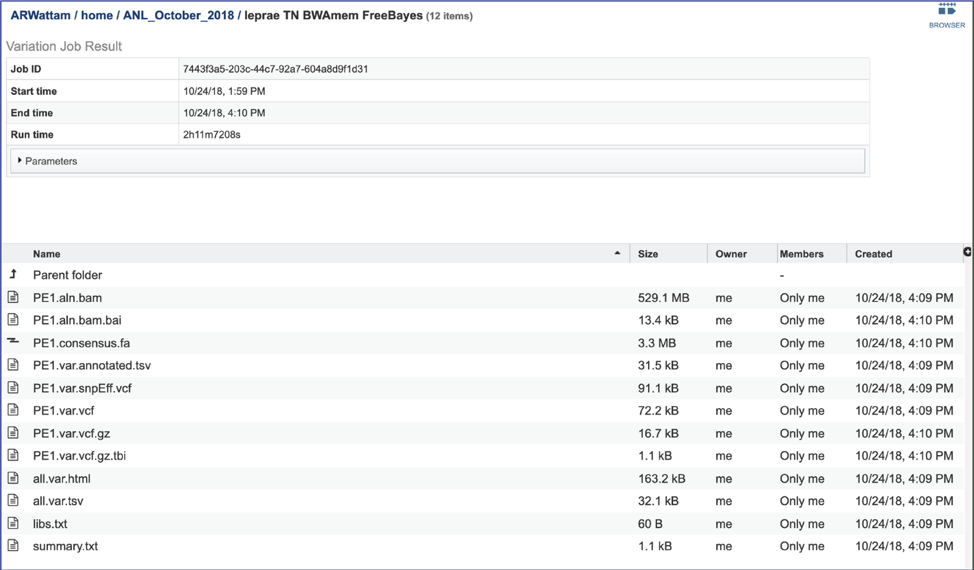 ARWattam / home / ANL_October_2018 / leprae TN BWAmem FreeBayes (12 items)
BROWSER
Variation Job Result
Job ID 7443f3a5-203c-44c7-92a7-604a8d9f1d31
Start time 10/24/18, 1:59 PM
End time 10/24/18, 4:10 PM
Run time 2h11m7208s
Parameters
Name Size Owner Members Created
Parent folder -
PE1.aln.bam 529.1 MB me Only me 10/24/18, 4:09 PM
PE1.aln.bam.bai 13.4 kB me Only me 10/24/18, 4:10 PM
PE1.consensus.fa 3.3 MB me Only me 10/24/18, 4:10 PM
PE1.var.annotated.tsv 31.5 kB me Only me 10/24/18, 4:09 PM
PE1.var.snpEff.vcf 91.1 kB me Only me 10/24/18, 4:09 PM
PE1.var.vcf 72.2 kB me Only me 10/24/18, 4:09 PM
PE1.var.vcf.gz 16.7 kB me Only me 10/24/18, 4:10 PM
PE1.var.vcf.gz.tbi 1.1 kB me Only me 10/24/18, 4:10 PM
all.var.html 163.2 kB me Only me 10/24/18, 4:09 PM
all.var.tsv 32.1 kB me Only me 10/24/18, 4:09 PM
libs.txt 60 B me Only me 10/24/18, 4:09 PM
summary.txt 1.1 kB me Only me 10/24/18, 4:09 PM